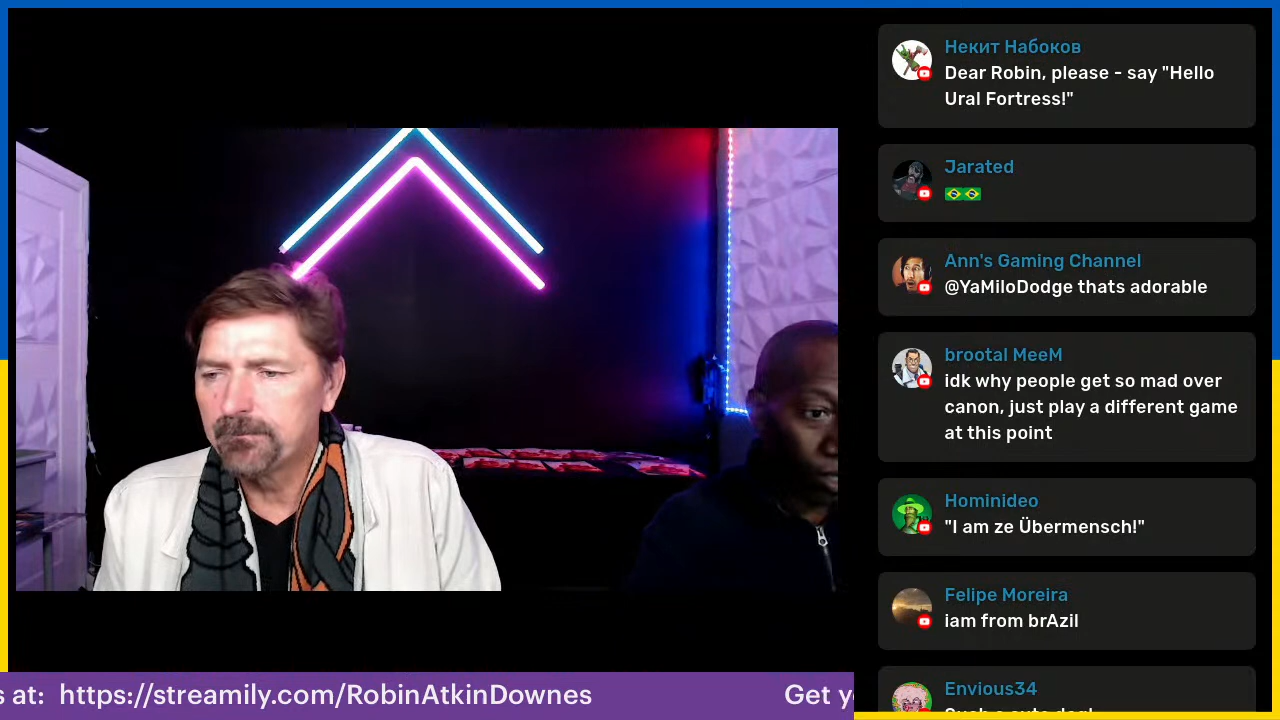 Некит Набоков
Dear Robin, please - say "Hello
Ural Fortress!"
Jarated
Ann's Gaming Channel
@YaMiloDodge thats adorable
brootal MeeM
idk why people get so mad over
canon, just play a different game
at this point
Hominideo
"I am ze Übermensch!"
Felipe Moreira
iam from brAzil
Envious34
s at: https://streamily.com/RobinAtkinDownes
Get y